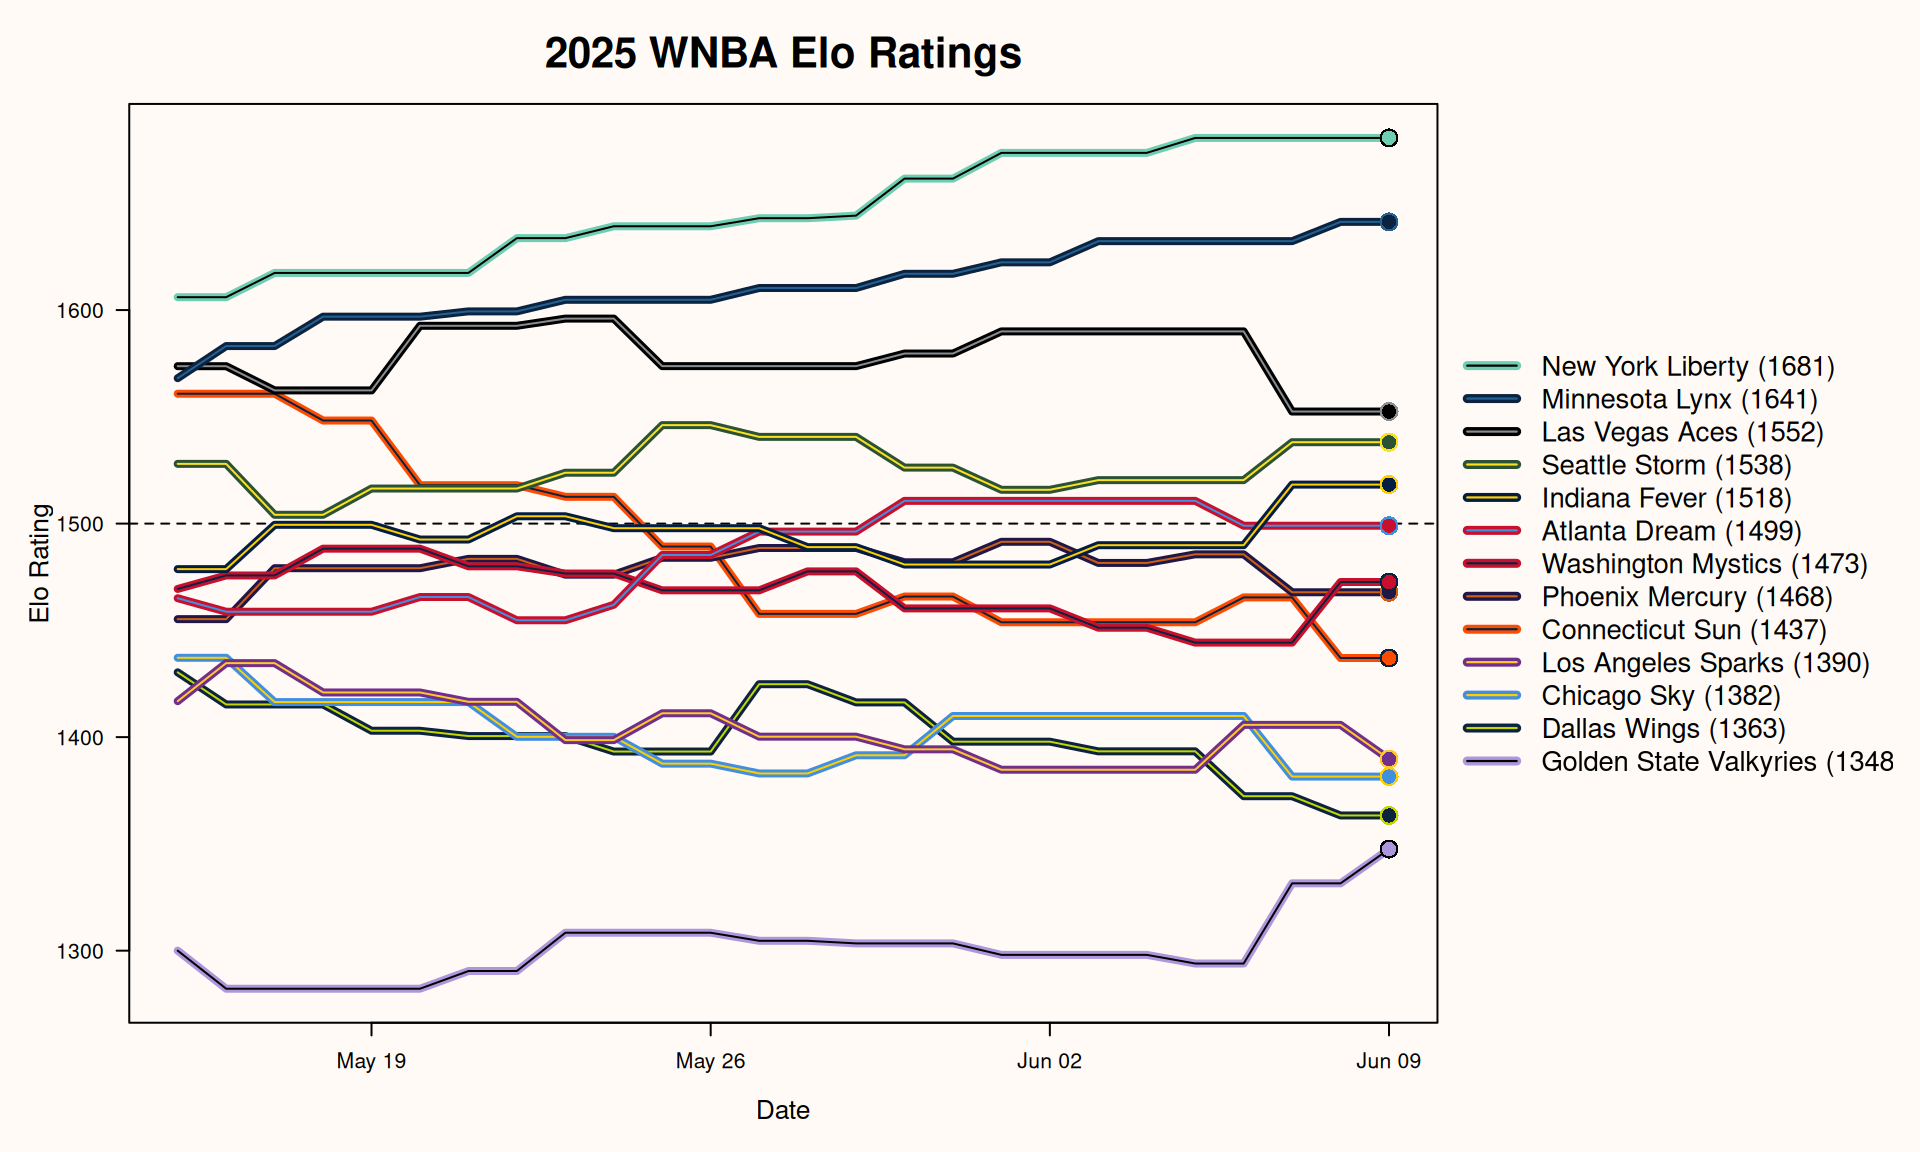 2025 WNBA Elo Ratings
Elo Rating
1600
1500
1400
1300
May 19
May 26
Jun 02
Jun 09
Date
New York Liberty (1681)
Minnesota Lynx (1641)
Las Vegas Aces (1552)
Seattle Storm (1538)
Indiana Fever (1518)
Atlanta Dream (1499)
Washington Mystics (1473)
Phoenix Mercury (1468)
Connecticut Sun (1437)
Los Angeles Sparks (1390)
Chicago Sky (1382)
Dallas Wings (1363)
Golden State Valkyries (1348